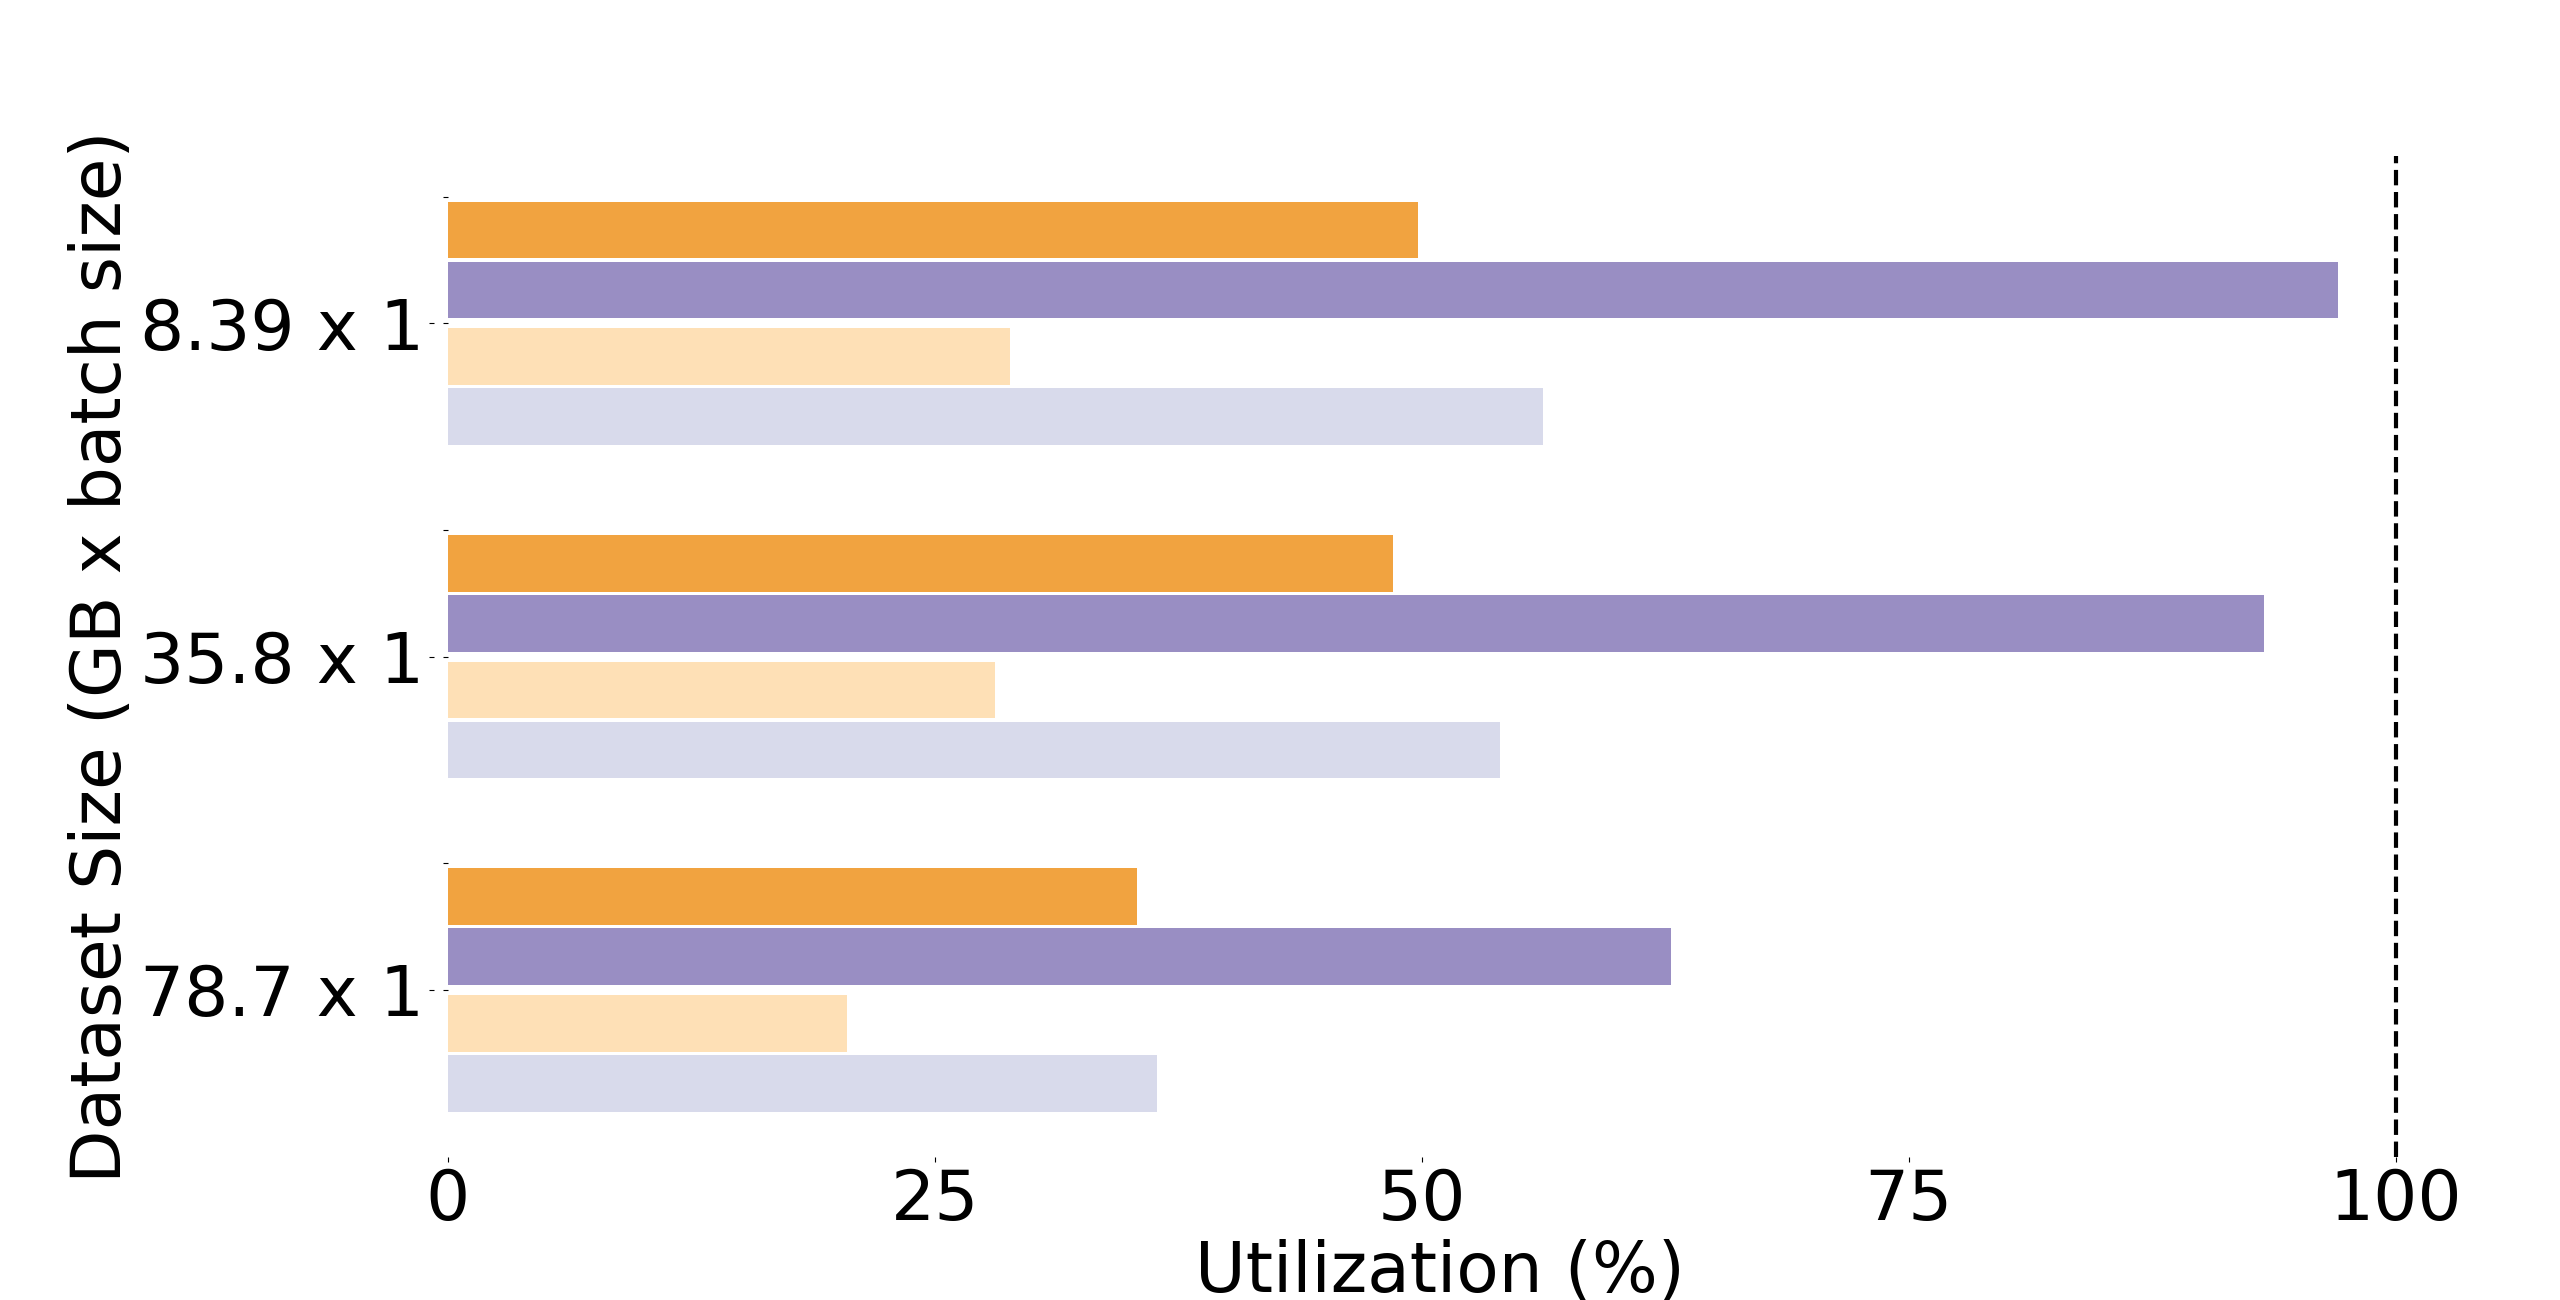 Dataset Size (GB x batch size)
8.39 x 1
35.8 x 1
78.7 x 1
0 25 50 75 100
Utilization (%)